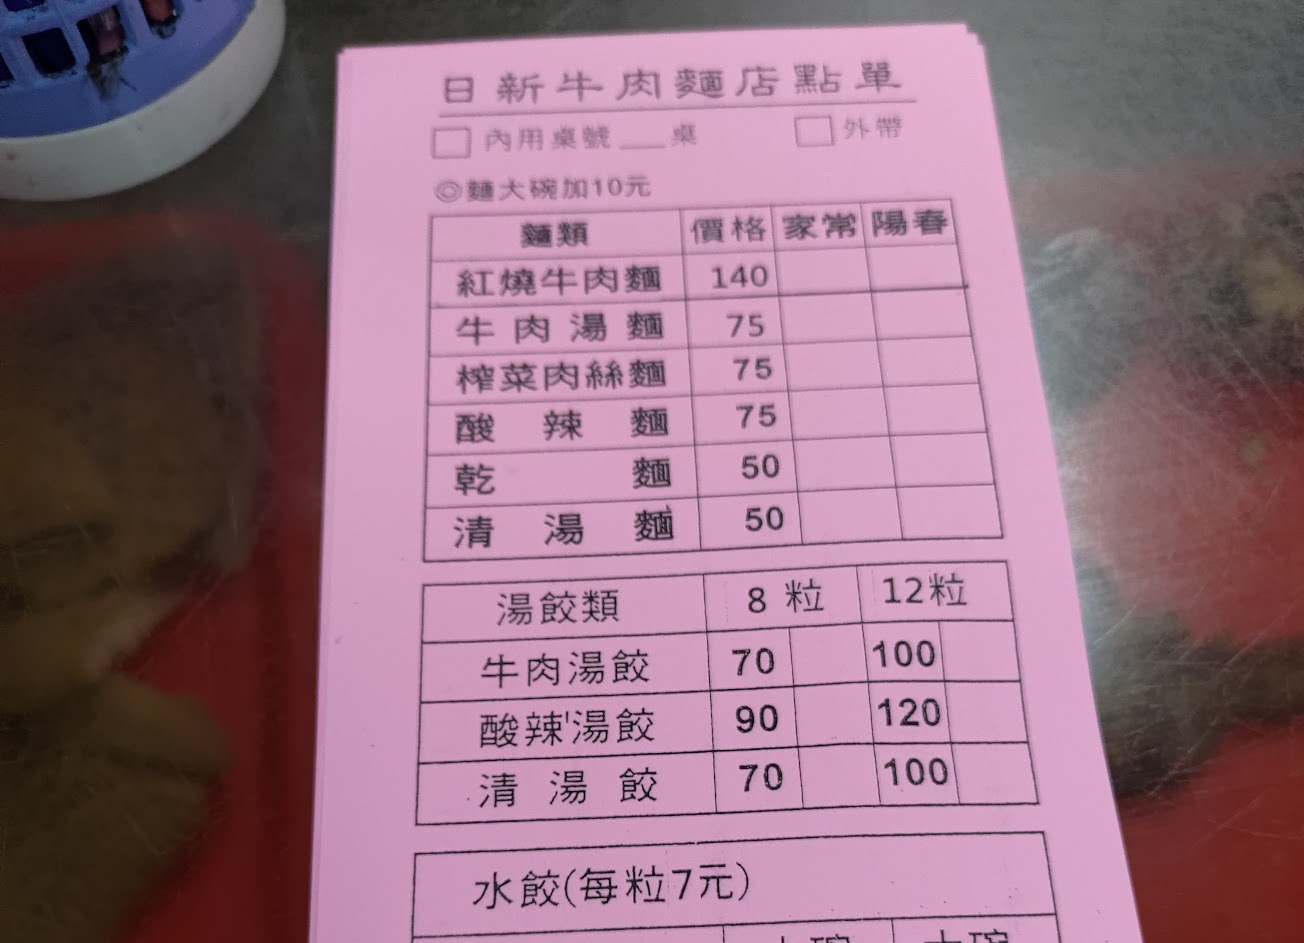 日新牛肉麵店點單
□ 內用桌號__桌 □ 外帶
◎麵大碗加10元
麵類 價格 家常 陽春
紅燒牛肉麵 140
牛肉湯麵 75
榨菜肉絲麵 75
酸辣麵 75
乾麵 50
清湯麵 50
湯餃類 8粒 12粒
牛肉湯餃 70 100
酸辣湯餃 90 120
清湯餃 70 100
水餃(每粒7元)